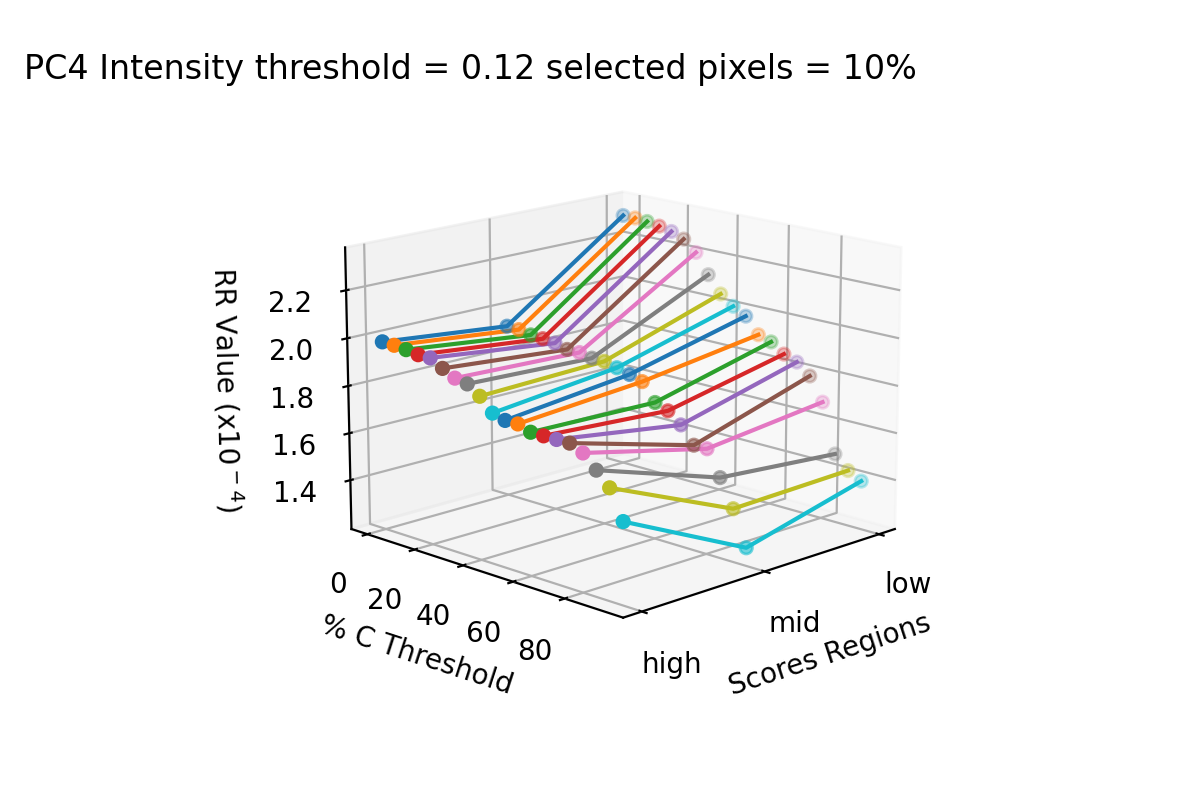 PC4 Intensity threshold = 0.12 selected pixels = 10%
RR Value (x10⁻⁴)
2.2
2.0
1.8
1.6
1.4
0
20
40
60
80
% C Threshold
high
mid
low
Scores Regions